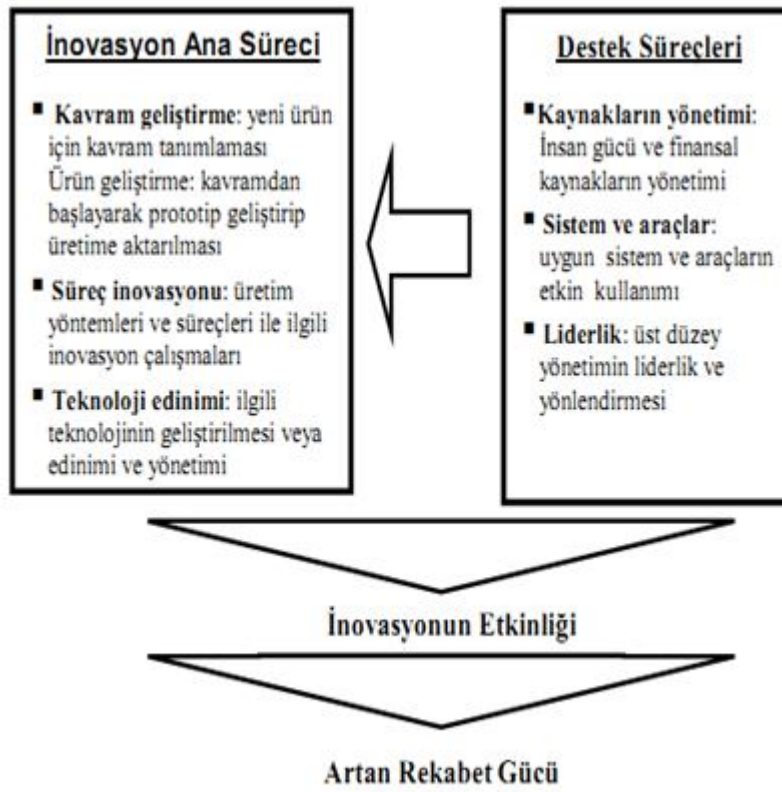 İnovasyon Ana Süreci
▪ Kavram geliştirme: yeni ürün
için kavram tanımlaması
Ürün geliştirme: kavramdan
başlayarak prototip geliştirip
üretime aktarılması
▪ Süreç inovasyonu: üretim
yöntemleri ve süreçleri ile ilgili
inovasyon çalışmaları
▪ Teknoloji edinimi: ilgili
teknolojinin geliştirilmesi veya
edinimi ve yönetimi
Destek Süreçleri
▪Kaynakların yönetimi:
İnsan gücü ve finansal
kaynakların yönetimi
▪ Sistem ve araçlar:
uygun sistem ve araçların
etkin kullanımı
▪ Liderlik: üst düzey
yönetimin liderlik ve
yönlendirmesi
İnovasyonun Etkinliği
Artan Rekabet Gücü